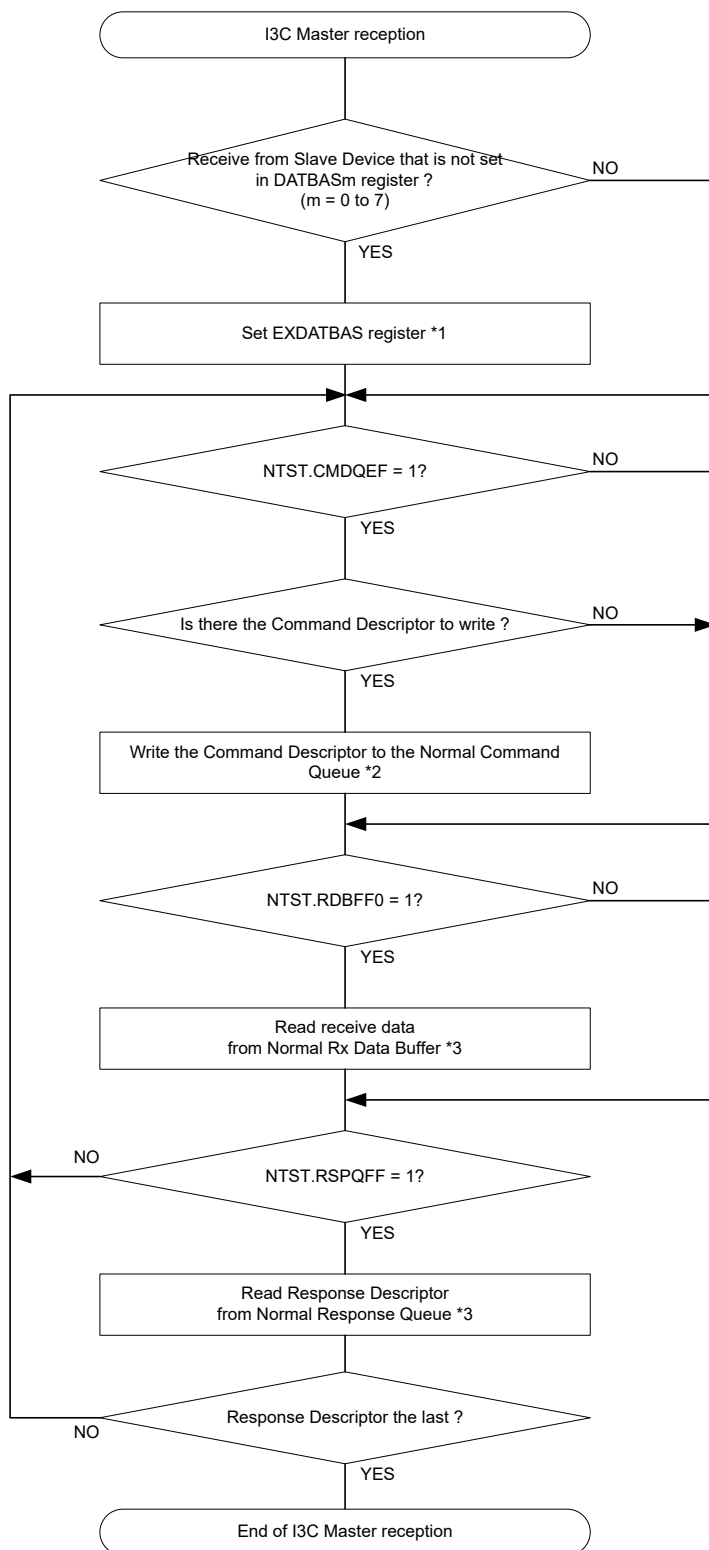 I3C Master reception
Receive from Slave Device that is not set
in DATBASm register ?
(m = 0 to 7)
NO
YES
Set EXDATBAS register *1
NTST.CMDQEF = 1?
NO
YES
Is there the Command Descriptor to write ?
NO
YES
Write the Command Descriptor to the Normal Command
Queue *2
NTST.RDBFF0 = 1?
NO
YES
Read receive data
from Normal Rx Data Buffer *3
NO
NTST.RSPQFF = 1?
YES
Read Response Descriptor
from Normal Response Queue *3
Response Descriptor the last ?
NO
YES
End of I3C Master reception